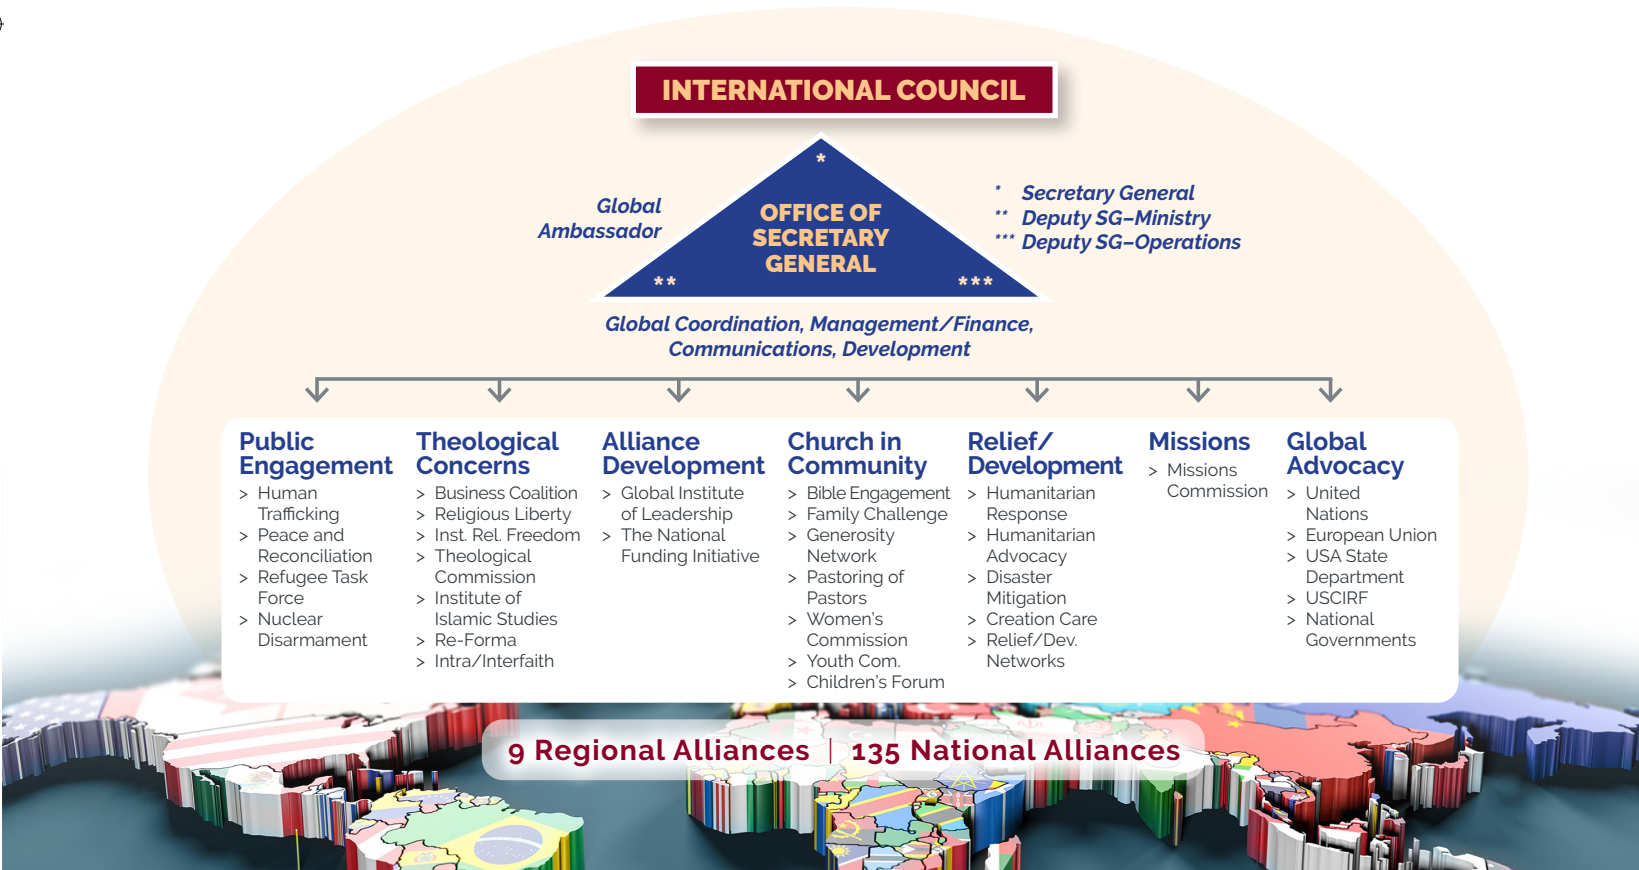 INTERNATIONAL COUNCIL
*
OFFICE OF
SECRETARY
GENERAL
**
***
Global
Ambassador
* Secretary General
** Deputy SG–Ministry
*** Deputy SG–Operations
Global Coordination, Management/Finance,
Communications, Development
Public
Engagement
> Human
Trafficking
> Peace and
Reconciliation
> Refugee Task
Force
> Nuclear
Disarmament
Theological
Concerns
> Business Coalition
> Religious Liberty
> Inst. Rel. Freedom
> Theological
Commission
> Institute of
Islamic Studies
> Re-Forma
> Intra/Interfaith
Alliance
Development
> Global Institute
of Leadership
> The National
Funding Initiative
Church in
Community
> Bible Engagement
> Family Challenge
> Generosity
Network
> Pastoring of
Pastors
> Women’s
Commission
> Youth Com.
> Children’s Forum
Relief/
Development
> Humanitarian
Response
> Humanitarian
Advocacy
> Disaster
Mitigation
> Creation Care
> Relief/Dev.
Networks
Missions
> Missions
Commission
Global
Advocacy
> United
Nations
> European Union
> USA State
Department
> USCIRF
> National
Governments
9 Regional Alliances | 135 National Alliances